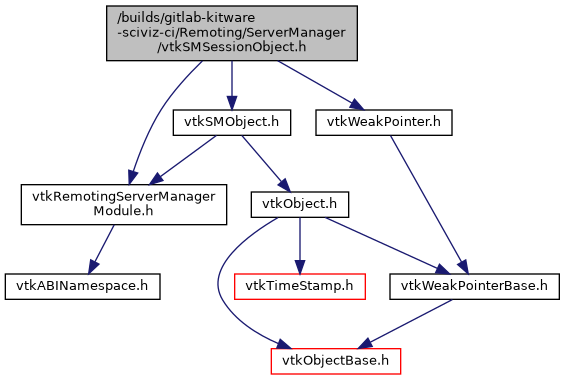 /builds/gitlab-kitware
-sciviz-ci/Remoting/ServerManager
/vtkSMSessionObject.h
vtkSMObject.h
vtkWeakPointer.h
vtkRemotingServerManager
Module.h
vtkObject.h
vtkABINamespace.h
vtkTimeStamp.h
vtkWeakPointerBase.h
vtkObjectBase.h